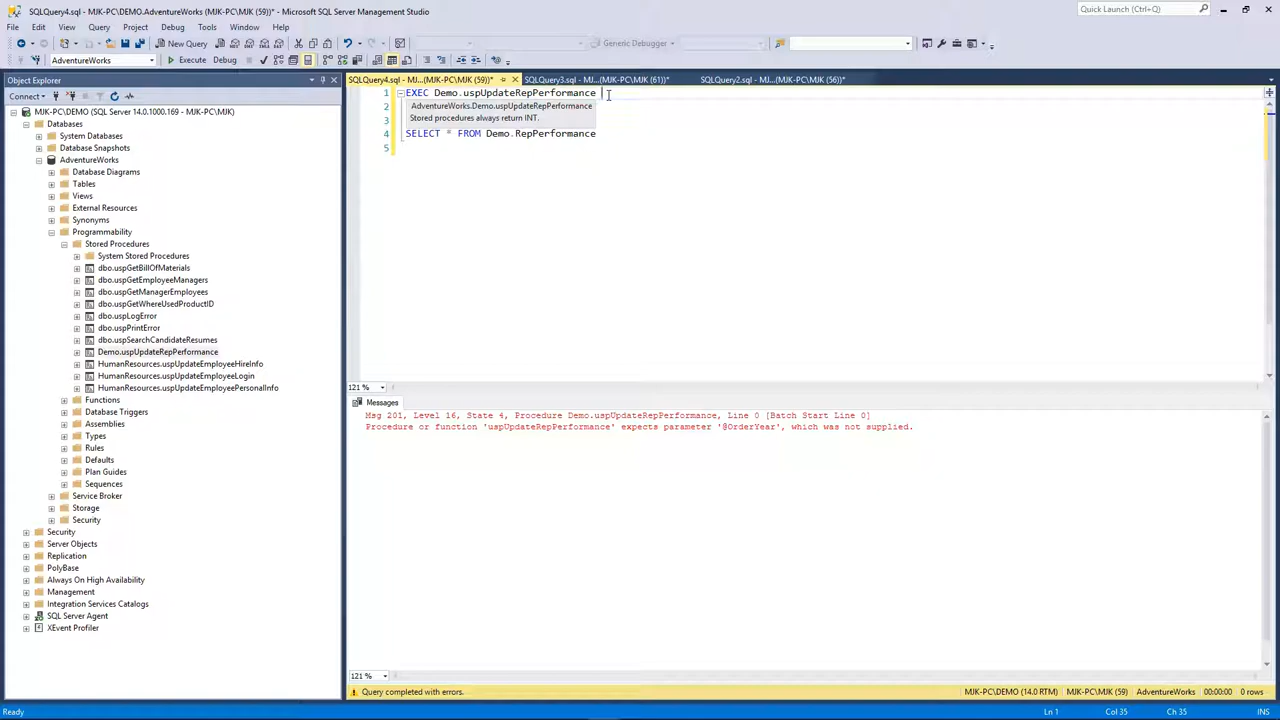 SQLQuery4.sql - MJK-PC\DEMO.AdventureWorks (MJK-PC\MJK (59))* - Microsoft SQL Server Management Studio
Quick Launch (Ctrl+Q)
File Edit View Query Project Debug Tools Window Help
New Query
Generic Debugger
AdventureWorks
Execute Debug
Object Explorer
SQLQuery4.sql - MJ...(MJK-PC\MJK (59))*
SQLQuery3.sql - MJ...(MJK-PC\MJK (61))*
SQLQuery2.sql - MJ...(MJK-PC\MJK (56))*
Connect
MJK-PC\DEMO (SQL Server 14.0.1000.169 - MJK-PC\MJK)
Databases
System Databases
Database Snapshots
AdventureWorks
Database Diagrams
Tables
Views
External Resources
Synonyms
Programmability
Stored Procedures
System Stored Procedures
dbo.uspGetBillOfMaterials
dbo.uspGetEmployeeManagers
dbo.uspGetManagerEmployees
dbo.uspGetWhereUsedProductID
dbo.uspLogError
dbo.uspPrintError
dbo.uspSearchCandidateResumes
Demo.uspUpdateRepPerformance
HumanResources.uspUpdateEmployeeHireInfo
HumanResources.uspUpdateEmployeeLogin
HumanResources.uspUpdateEmployeePersonalInfo
Functions
Database Triggers
Assemblies
Types
Rules
Defaults
Plan Guides
Sequences
Service Broker
Storage
Security
Security
Server Objects
Replication
PolyBase
Always On High Availability
Management
Integration Services Catalogs
SQL Server Agent
XEvent Profiler
1 EXEC Demo.uspUpdateRepPerformance
2 AdventureWorks.Demo.uspUpdateRepPerformance
3 Stored procedures always return INT.
4 SELECT * FROM Demo.RepPerformance
5
121 %
Messages
Msg 201, Level 16, State 4, Procedure Demo.uspUpdateRepPerformance, Line 0 [Batch Start Line 0]
Procedure or function 'uspUpdateRepPerformance' expects parameter '@OrderYear', which was not supplied.
121 %
Query completed with errors.
MJK-PC\DEMO (14.0 RTM) MJK-PC\MJK (59) AdventureWorks 00:00:00 0 rows
Ready Ln 1 Col 35 Ch 35 INS